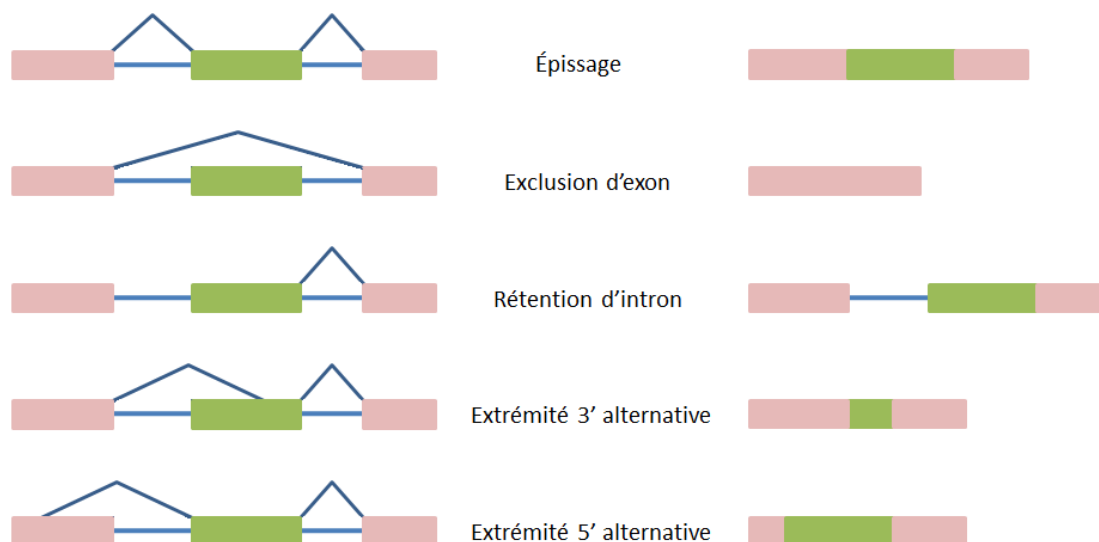 Épissage
Exclusion d’exon
Rétention d’intron
Extrémité 3’ alternative
Extrémité 5’ alternative